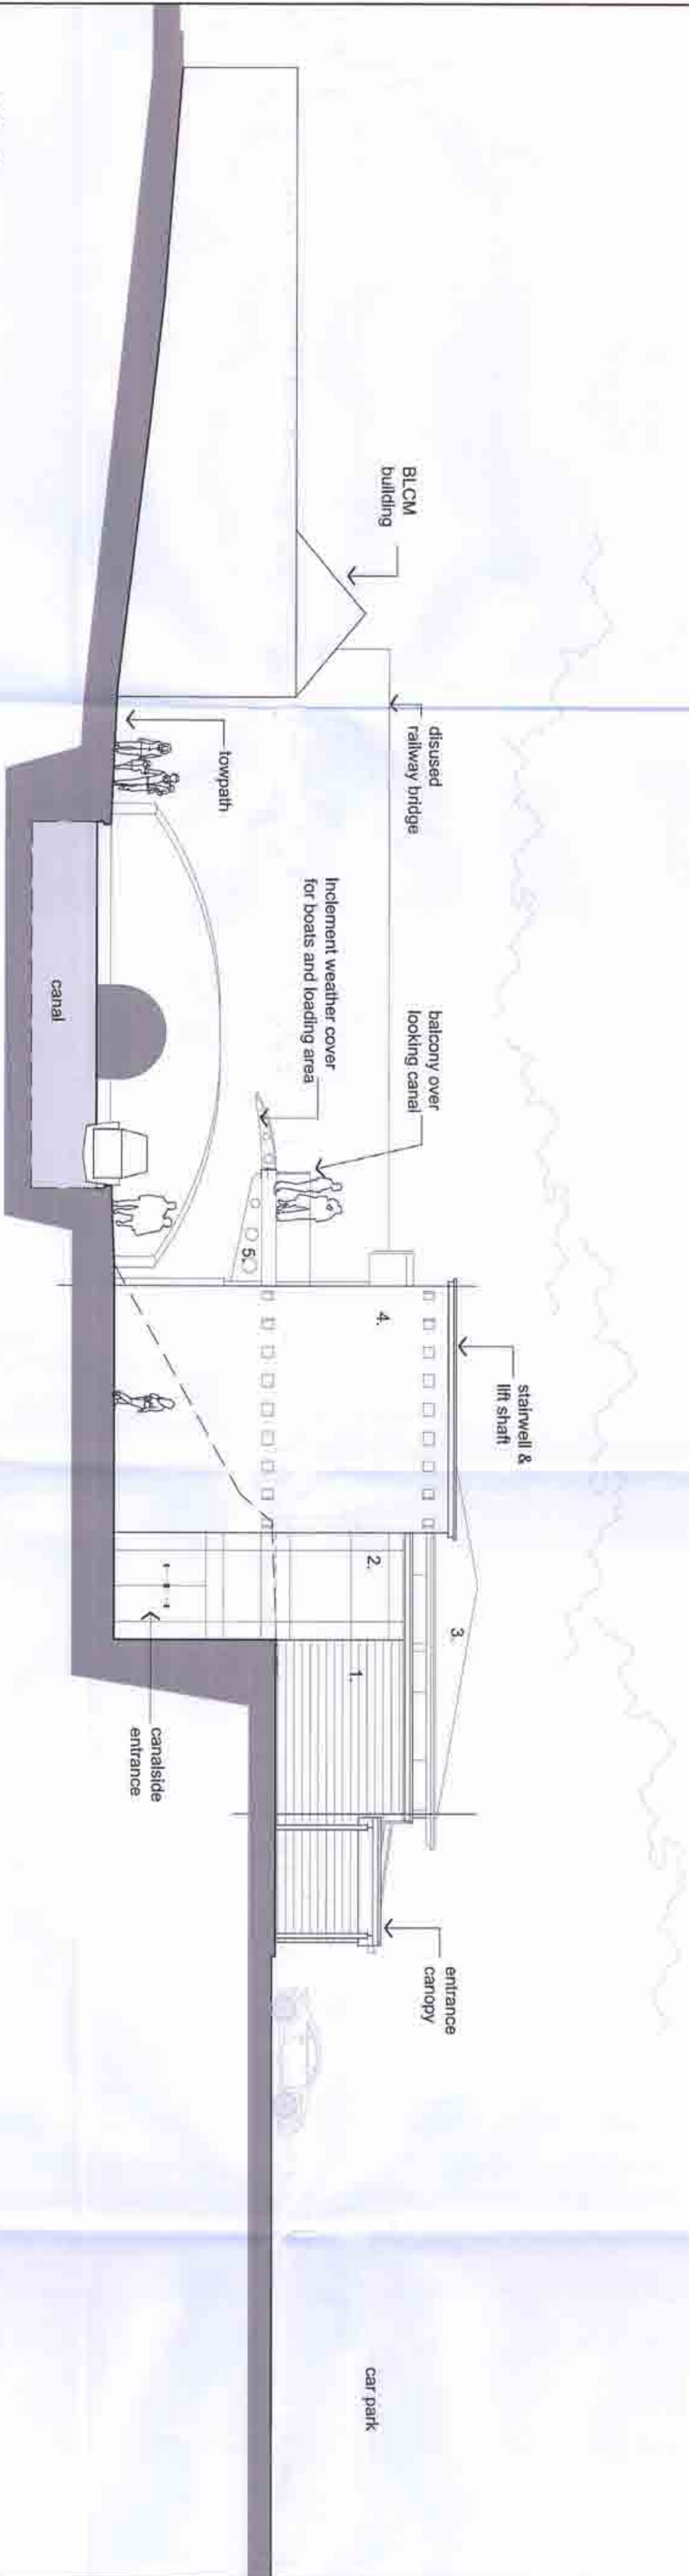 BLCM
building
disused
railway bridge
towpath
Inclement weather cover
for boats and loading area
balcony over
looking canal
canal
5.
4.
stairwell &
lift shaft
2.
3.
1.
canalside
entrance
entrance
canopy
car park